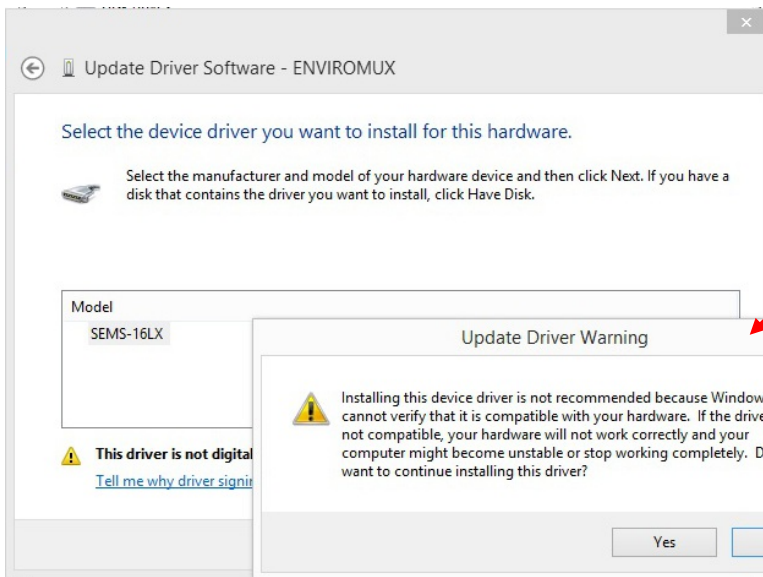 Update Driver Software - ENVIROMUX
Select the device driver you want to install for this hardware.
Select the manufacturer and model of your hardware device and then click Next. If you have a
disk that contains the driver you want to install, click Have Disk.
Model
SEMS-16LX
Update Driver Warning
Installing this device driver is not recommended because Window
cannot verify that it is compatible with your hardware. If the drive
not compatible, your hardware will not work correctly and your
computer might become unstable or stop working completely. D
want to continue installing this driver?
This driver is not digital
Tell me why driver signin
Yes